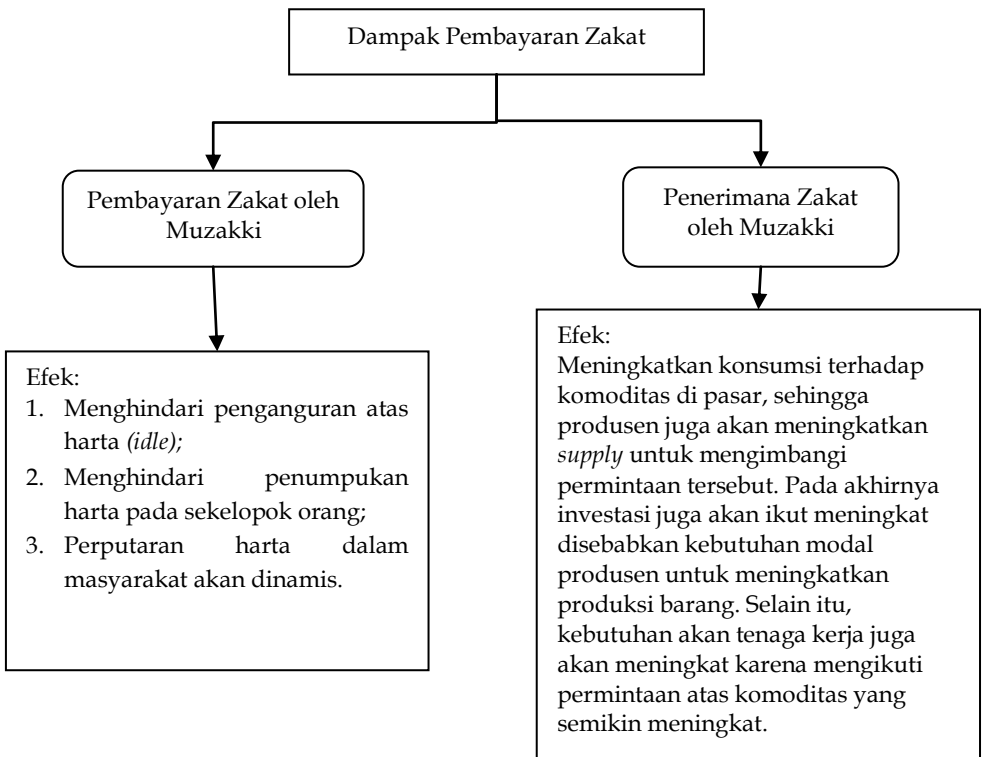 Dampak Pembayaran Zakat
Pembayaran Zakat oleh
Muzakki
Penerimana Zakat
oleh Muzakki
Efek:
1. Menghindari penganguran atas
harta (idle);
2. Menghindari penumpukan
harta pada sekelopok orang;
3. Perputaran harta dalam
masyarakat akan dinamis.
Efek:
Meningkatkan konsumsi terhadap
komoditas di pasar, sehingga
produsen juga akan meningkatkan
supply untuk mengimbangi
permintaan tersebut. Pada akhirnya
investasi juga akan ikut meningkat
disebabkan kebutuhan modal
produsen untuk meningkatkan
produksi barang. Selain itu,
kebutuhan akan tenaga kerja juga
akan meningkat karena mengikuti
permintaan atas komoditas yang
semikin meningkat.